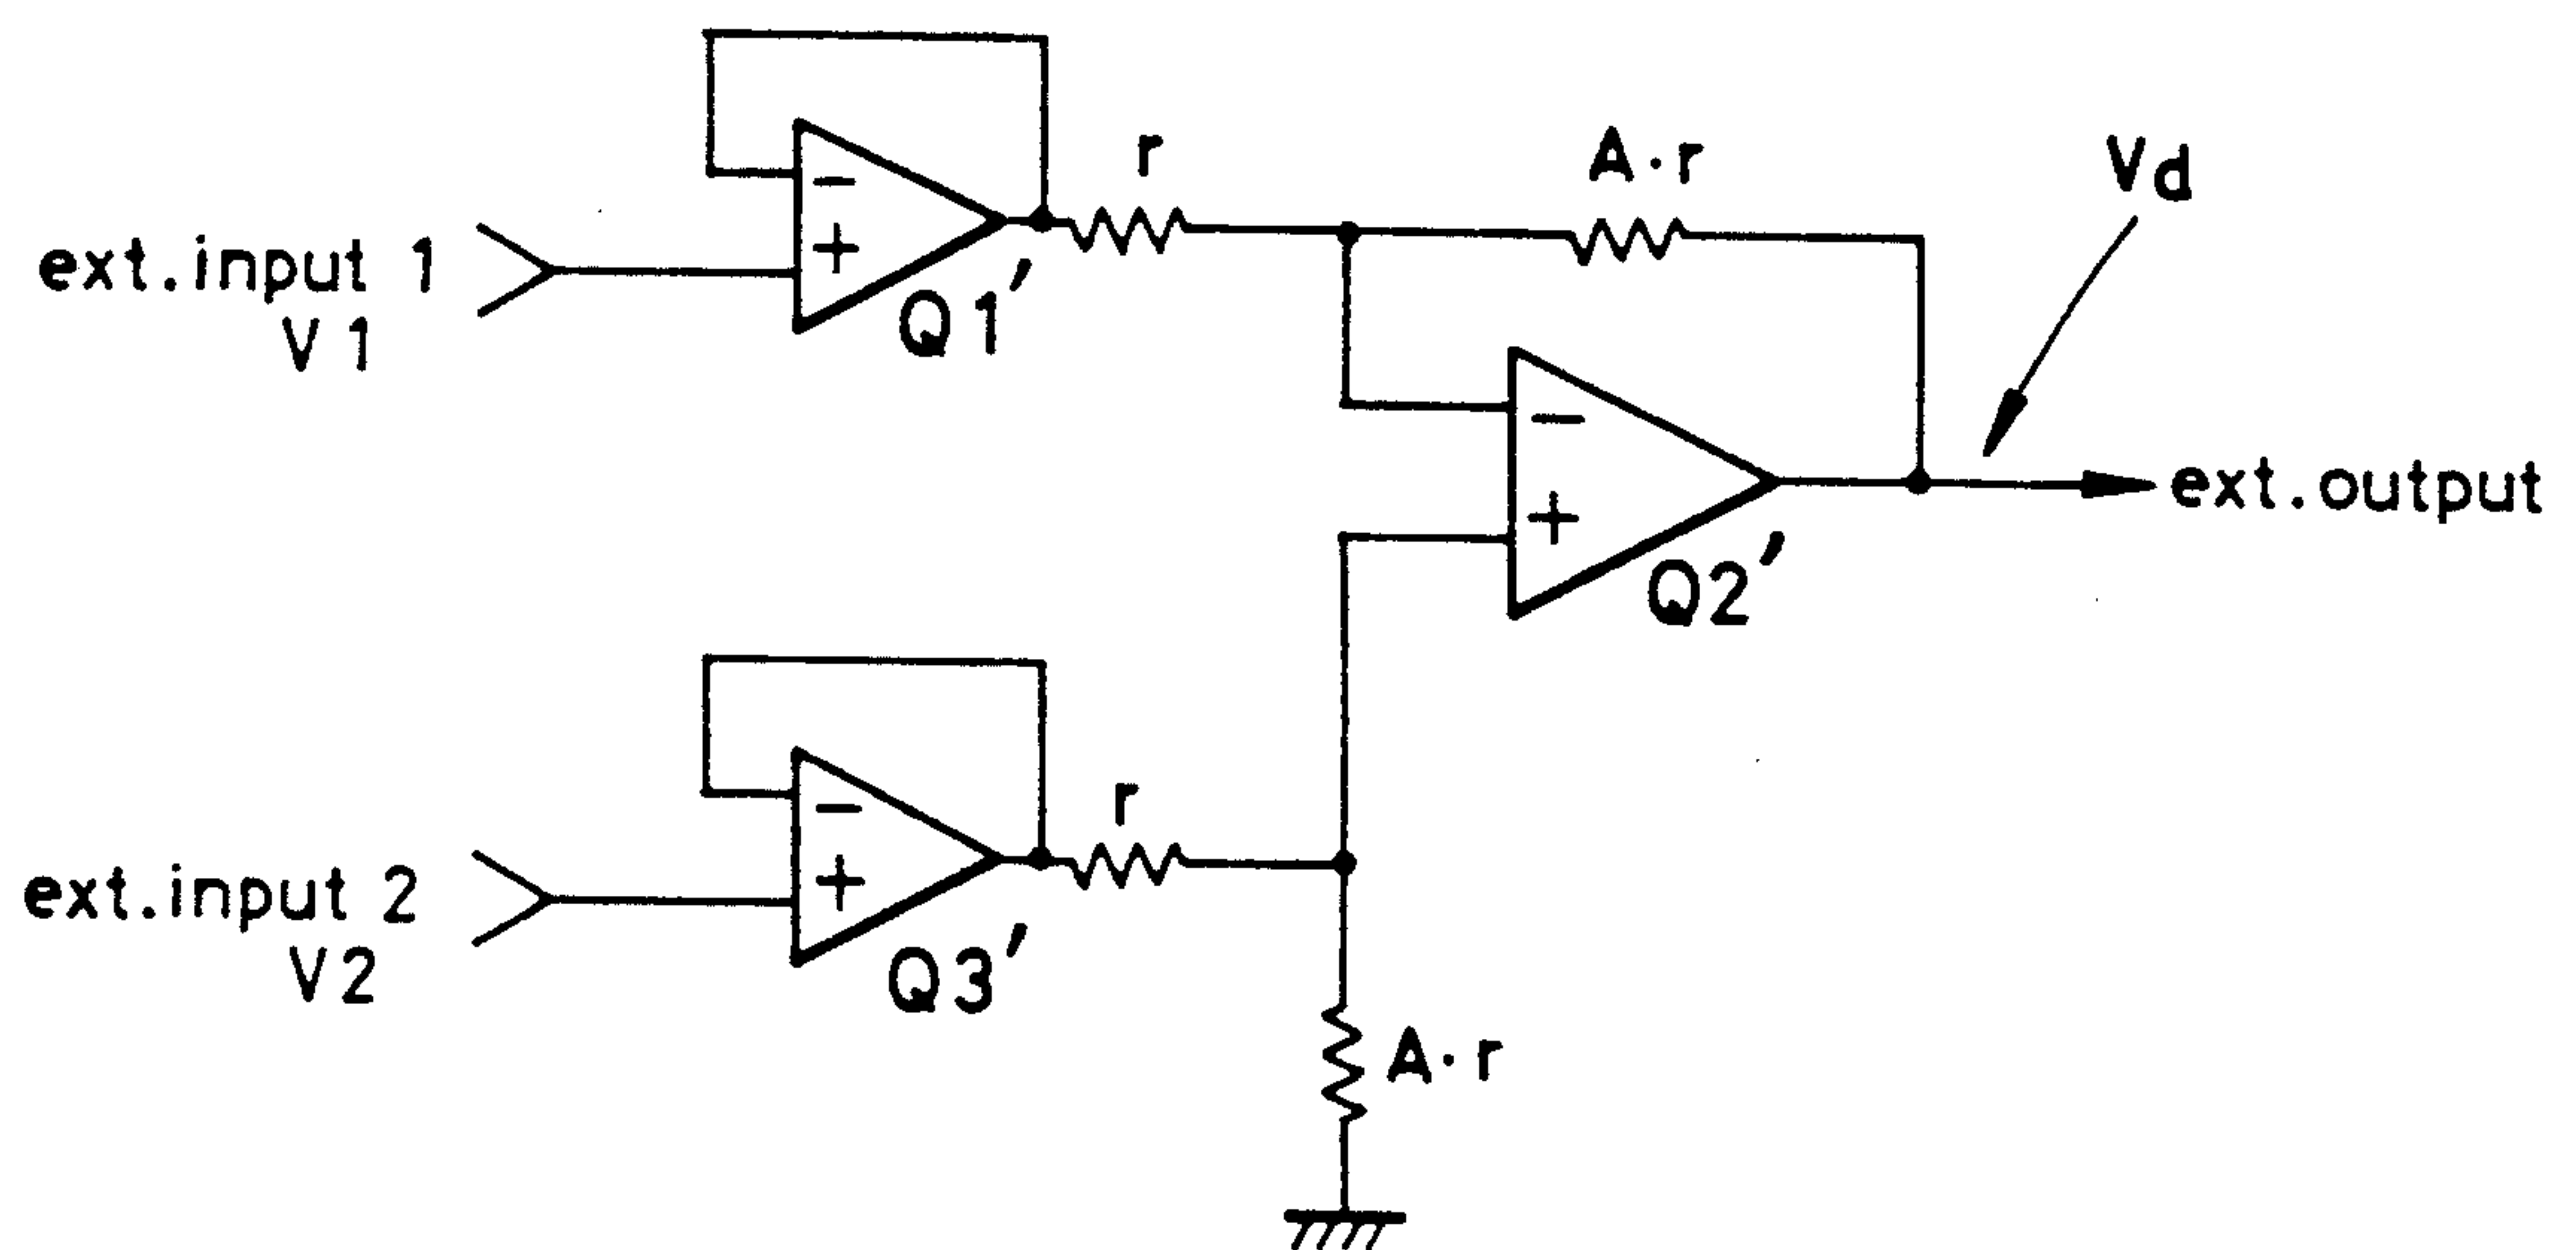 r
A·r
Vd
−
+
ext.input 1
V1
Q1′
−
+
ext.output
Q2′
r
−
+
ext.input 2
V2
Q3′
A·r